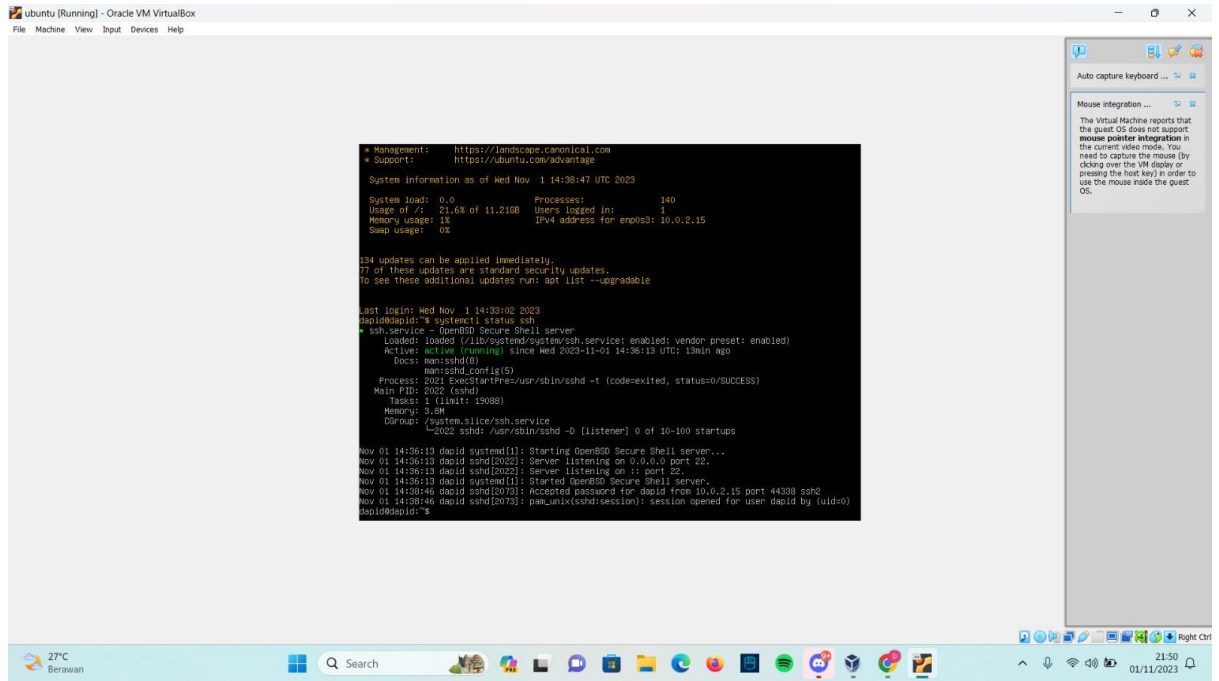 ubuntu [Running] - Oracle VM VirtualBox
File Machine View Input Devices Help
Auto capture keyboard ...
Mouse integration ...
The Virtual Machine reports that
the guest OS does not support
mouse pointer integration in
the current video mode. You
need to capture the mouse (by
clicking over the VM display or
pressing the host key) in order to
use the mouse inside the guest
OS.
* Management: https://landscape.canonical.com
* Support: https://ubuntu.com/advantage
System information as of Wed Nov 1 14:38:47 UTC 2023
System load: 0.0 Processes: 140
Usage of /: 21.6% of 11.21GB Users logged in: 1
Memory usage: 1% IPv4 address for enp0s3: 10.0.2.15
Swap usage: 0%
134 updates can be applied immediately.
77 of these updates are standard security updates.
To see these additional updates run: apt list --upgradable
Last login: Wed Nov 1 14:33:02 2023
dapid@dapid:~$ systemctl status ssh
● ssh.service - OpenBSD Secure Shell server
Loaded: loaded (/lib/systemd/system/ssh.service; enabled; vendor preset: enabled)
Active: active (running) since Wed 2023-11-01 14:36:13 UTC; 13min ago
Docs: man:sshd(8)
man:sshd_config(5)
Process: 2021 ExecStartPre=/usr/sbin/sshd -t (code=exited, status=0/SUCCESS)
Main PID: 2022 (sshd)
Tasks: 1 (limit: 19088)
Memory: 3.8M
CGroup: /system.slice/ssh.service
└─2022 sshd: /usr/sbin/sshd -D [listener] 0 of 10-100 startups
Nov 01 14:36:13 dapid systemd[1]: Starting OpenBSD Secure Shell server...
Nov 01 14:36:13 dapid sshd[2022]: Server listening on 0.0.0.0 port 22.
Nov 01 14:36:13 dapid sshd[2022]: Server listening on :: port 22.
Nov 01 14:36:13 dapid systemd[1]: Started OpenBSD Secure Shell server.
Nov 01 14:38:46 dapid sshd[2073]: Accepted password for dapid from 10.0.2.15 port 44338 ssh2
Nov 01 14:38:46 dapid sshd[2073]: pam_unix(sshd:session): session opened for user dapid by (uid=0)
dapid@dapid:~$
Right Ctrl
27°C
Berawan
Search
21:50
01/11/2023